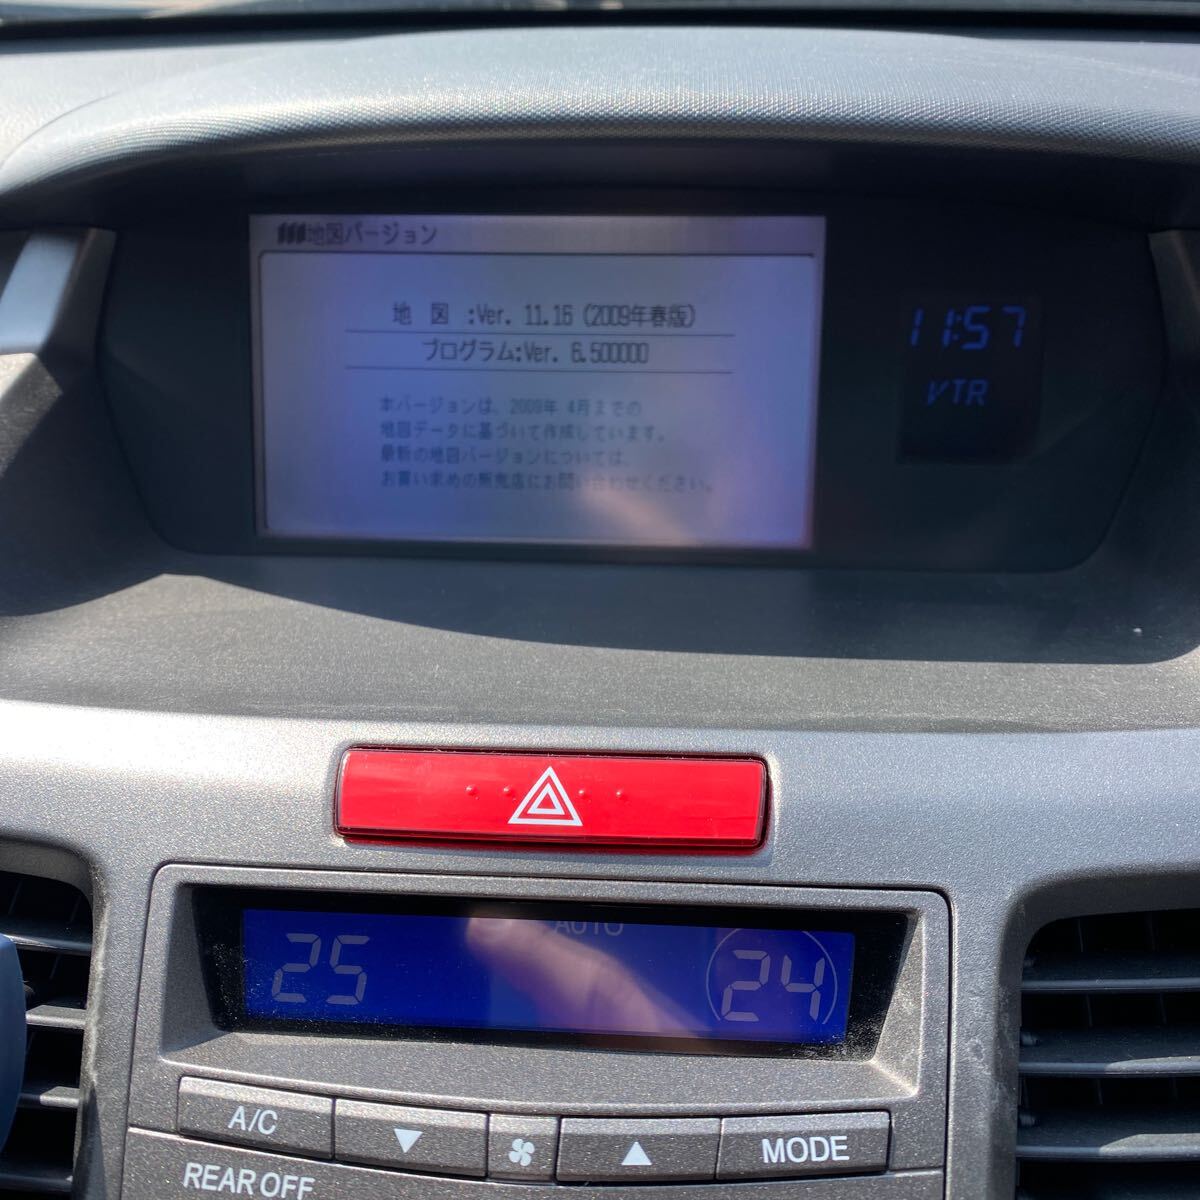 地図バージョン
地 図 :Ver. 11.16 (2009年春版)
プログラム:Ver. 6.500000
本バージョンは、2009年 4月までの
地図データに基づいて作成しています。
最新の地図バージョンについては、
お買い求めの販売店にお問い合わせください。
11:57
VTR
AUTO
25
24
A/C
MODE
REAR OFF